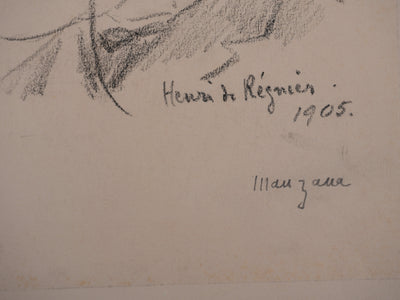 Henri de Régnier.
1905.
Manzana